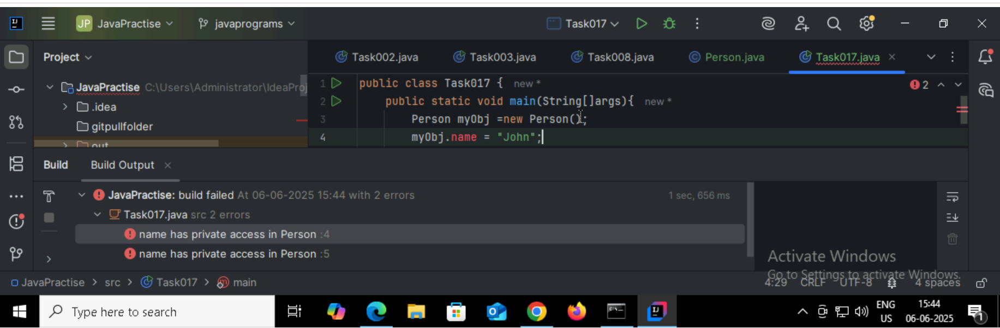 JP JavaPractise javaprograms Task017
Project
Task002.java Task003.java Task008.java Person.java Task017.java
JavaPractise C:\Users\Administrator\IdeaProj
.idea
gitpullfolder
out
1 public class Task017 { new *
2 public static void main(String[]args){ new *
3 Person myObj =new Person();
4 myObj.name = "John";
2
Build Build Output
JavaPractise: build failed At 06-06-2025 15:44 with 2 errors 1 sec, 656 ms
Task017.java src 2 errors
name has private access in Person :4
name has private access in Person :5
Activate Windows
Go to Settings to activate Windows.
JavaPractise > src > Task017 > main 4:29 CRLF UTF-8 4 spaces
Type here to search
ENG
US
15:44
06-06-2025
1